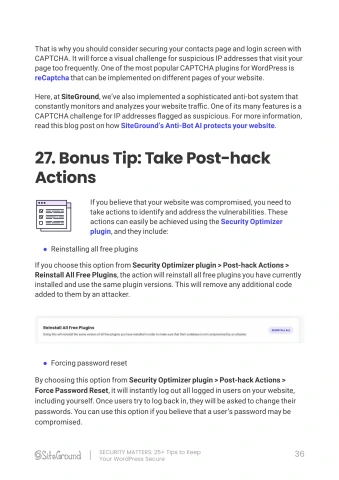 That is why you should consider securing your contacts page and login screen with
CAPTCHA. It will force a visual challenge for suspicious IP addresses that visit your
page too frequently. One of the most popular CAPTCHA plugins for WordPress is
reCaptcha that can be implemented on different pages of your website.
Here, at SiteGround, we've also implemented a sophisticated anti-bot system that
constantly monitors and analyzes your website traffic. One of its many features is a
CAPTCHA challenge for IP addresses flagged as suspicious. For more information,
read this blog post on how SiteGround's Anti-Bot AI protects your website.
27. Bonus Tip: Take Post-hack
Actions
If you believe that your website was compromised, you need to
take actions to identify and address the vulnerabilities. These
actions can easily be achieved using the Security Optimizer
plugin, and they include:
● Reinstalling all free plugins
If you choose this option from Security Optimizer plugin > Post-hack Actions >
Reinstall All Free Plugins, the action will reinstall all free plugins you have currently
installed and use the same plugin versions. This will remove any additional code
added to them by an attacker.
Reinstall All Free Plugins
● Forcing password reset
By choosing this option from Security Optimizer plugin > Post-hack Actions >
Force Password Reset, it will instantly log out all logged in users on your website,
including yourself. Once users try to log back in, they will be asked to change their
passwords. You can use this option if you believe that a user's password may be
compromised.
SiteGround | SECURITY MATTERS: 25+ Tips to Keep
Your WordPress Secure
36